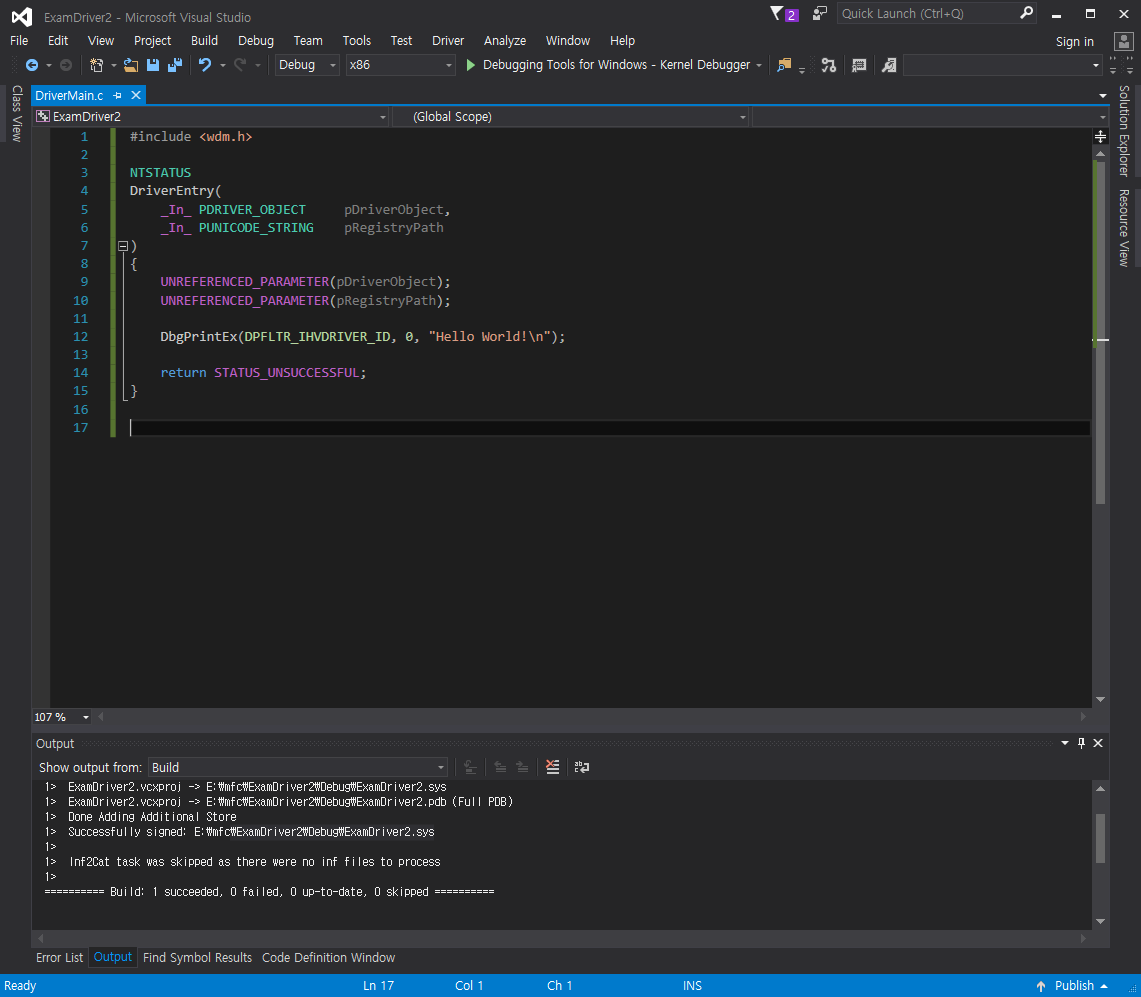 ExamDriver2 - Microsoft Visual Studio
2
Quick Launch (Ctrl+Q)
File Edit View Project Build Debug Team Tools Test Driver Analyze Window Help
Sign in
Debug x86 Debugging Tools for Windows - Kernel Debugger
Class View
DriverMain.c
Solution Explorer
Resource View
ExamDriver2 (Global Scope)
1 #include <wdm.h>
2
3 NTSTATUS
4 DriverEntry(
5 _In_ PDRIVER_OBJECT pDriverObject,
6 _In_ PUNICODE_STRING pRegistryPath
7 )
8 {
9 UNREFERENCED_PARAMETER(pDriverObject);
10 UNREFERENCED_PARAMETER(pRegistryPath);
11
12 DbgPrintEx(DPFLTR_IHVDRIVER_ID, 0, "Hello World!\n");
13
14 return STATUS_UNSUCCESSFUL;
15 }
16
17
107 %
Output
Show output from: Build
1> ExamDriver2.vcxproj -> E:₩mfc₩ExamDriver2₩Debug₩ExamDriver2.sys
1> ExamDriver2.vcxproj -> E:₩mfc₩ExamDriver2₩Debug₩ExamDriver2.pdb (Full PDB)
1> Done Adding Additional Store
1> Successfully signed: E:₩mfc₩ExamDriver2₩Debug₩ExamDriver2.sys
1>
1> Inf2Cat task was skipped as there were no inf files to process
1>
========== Build: 1 succeeded, 0 failed, 0 up-to-date, 0 skipped ==========
Error List Output Find Symbol Results Code Definition Window
Ready Ln 17 Col 1 Ch 1 INS Publish